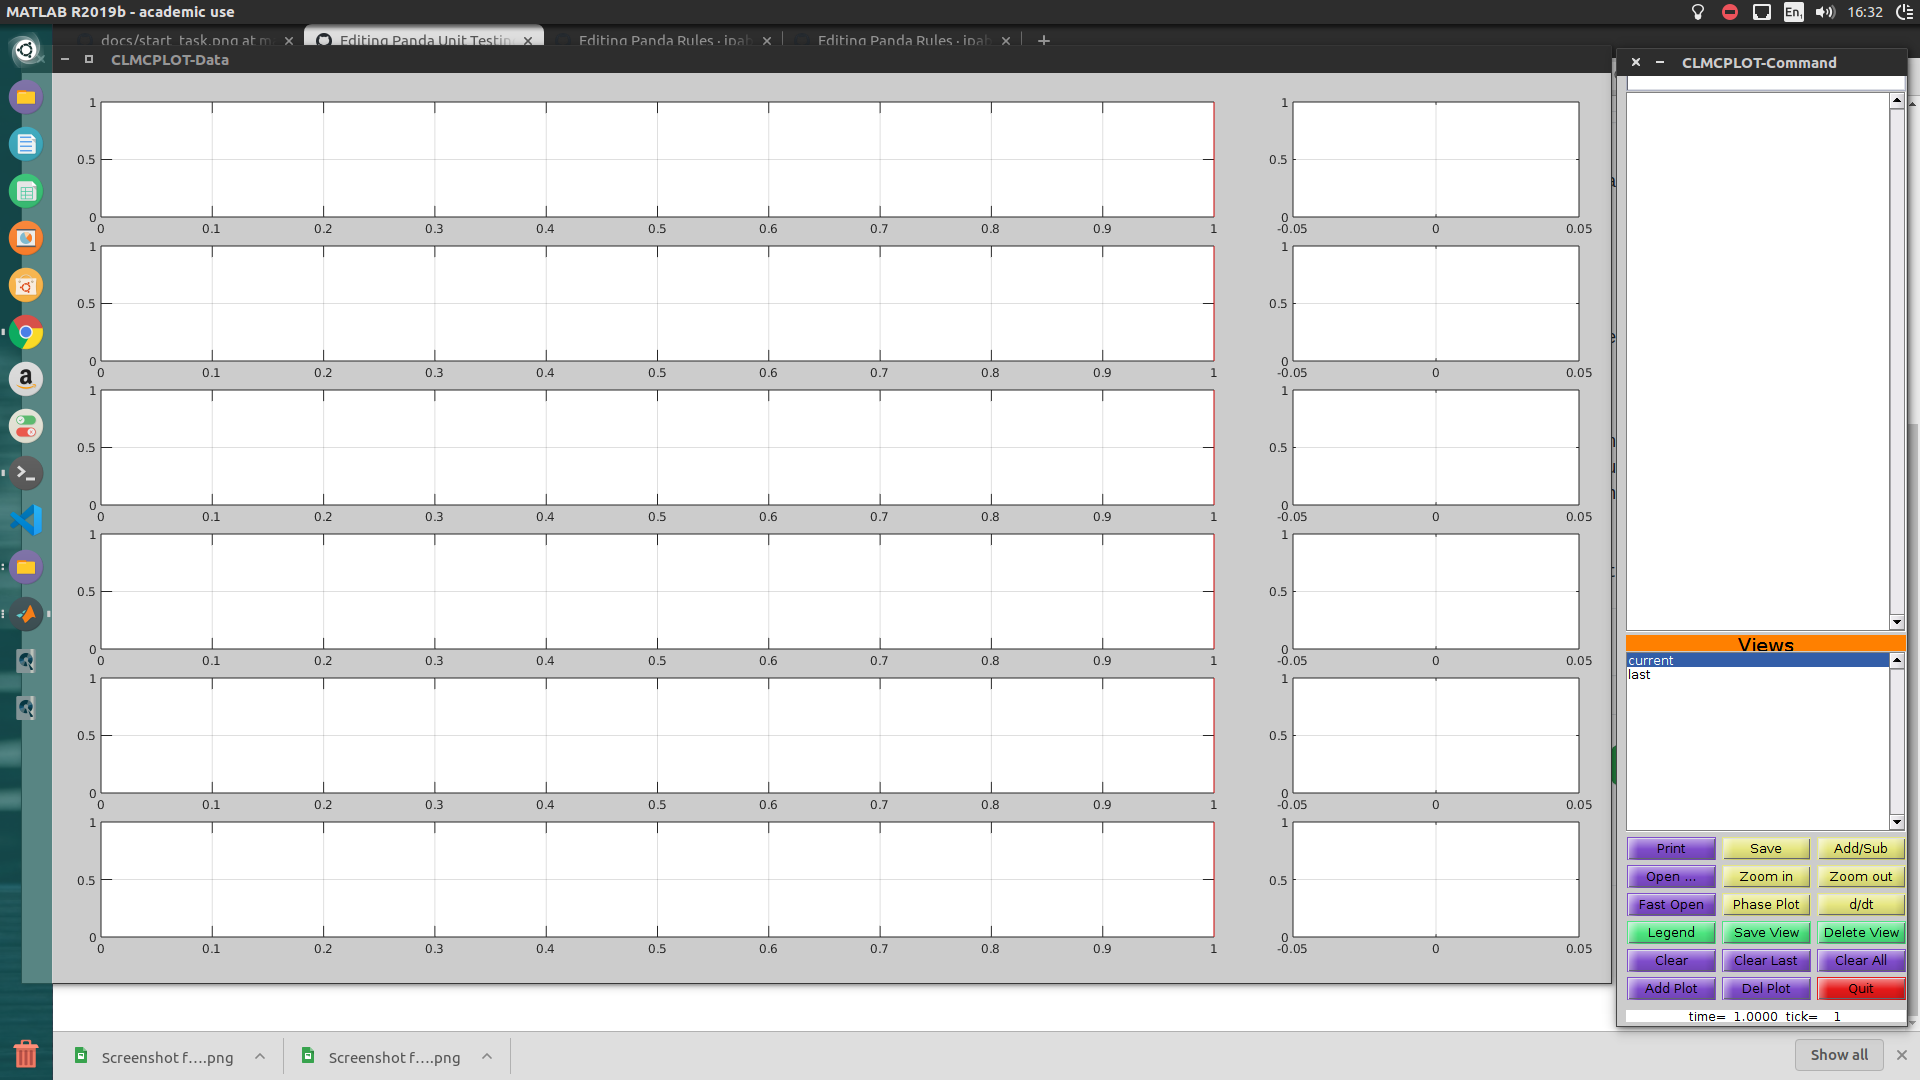 MATLAB R2019b - academic use
En1
16:32
docs/start_task.png at m
Editing Panda Unit Testin
Editing Panda Rules · ipab
Editing Panda Rules · ipab
CLMCPLOT-Data
CLMCPLOT-Command
1
0.5
0
0 0.1 0.2 0.3 0.4 0.5 0.6 0.7 0.8 0.9 1
1
0.5
0
-0.05 0 0.05
1
0.5
0
0 0.1 0.2 0.3 0.4 0.5 0.6 0.7 0.8 0.9 1
1
0.5
0
-0.05 0 0.05
1
0.5
0
0 0.1 0.2 0.3 0.4 0.5 0.6 0.7 0.8 0.9 1
1
0.5
0
-0.05 0 0.05
1
0.5
0
0 0.1 0.2 0.3 0.4 0.5 0.6 0.7 0.8 0.9 1
1
0.5
0
-0.05 0 0.05
1
0.5
0
0 0.1 0.2 0.3 0.4 0.5 0.6 0.7 0.8 0.9 1
1
0.5
0
-0.05 0 0.05
1
0.5
0
0 0.1 0.2 0.3 0.4 0.5 0.6 0.7 0.8 0.9 1
1
0.5
0
-0.05 0 0.05
Views
current
last
Print Save Add/Sub
Open ... Zoom in Zoom out
Fast Open Phase Plot d/dt
Legend Save View Delete View
Clear Clear Last Clear All
Add Plot Del Plot Quit
time= 1.0000 tick= 1
Screenshot f....png
Screenshot f....png
Show all